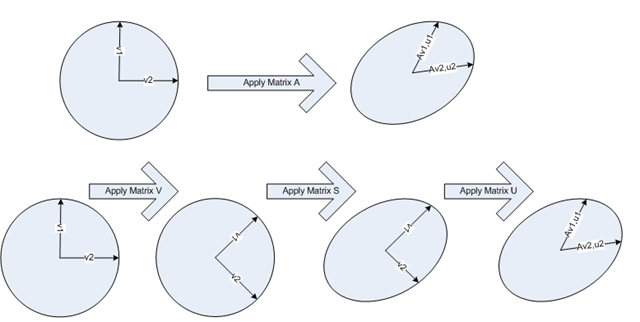 v1
v2
Apply Matrix A
Av1,u1
Av2,u2
Apply Matrix V
Apply Matrix S
Apply Matrix U
v1
v2
v1
v2
v1
v2
Av1,u1
Av2,u2